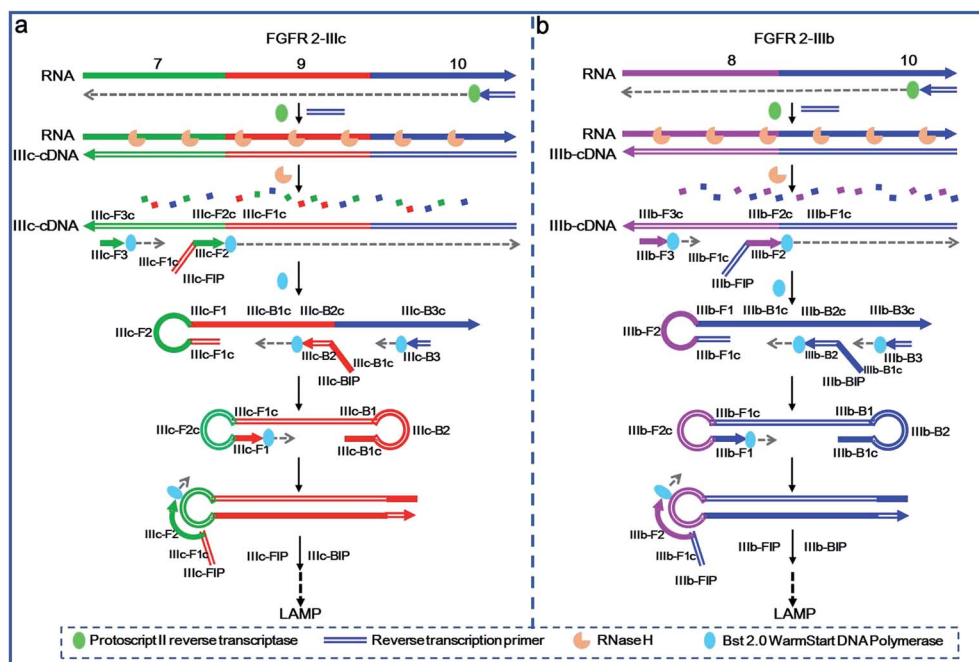 a
FGFR 2-IIIc
7 9 10
RNA
RNA
IIIc-cDNA
IIIc-F3c IIIc-F2c IIIc-F1c
IIIc-cDNA
IIIc-F3 IIIc-F1c IIIc-F2
IIIc-FIP
IIIc-F1 IIIc-B1c IIIc-B2c IIIc-B3c
IIIc-F2
IIIc-F1c IIIc-B2 IIIc-B1c IIIc-B3
IIIc-BIP
IIIc-F1c IIIc-B1
IIIc-F2c IIIc-B2
IIIc-F1 IIIc-B1c
IIIc-F2
IIIc-F1c
IIIc-FIP
IIIc-FIP IIIc-BIP
LAMP
b
FGFR 2-IIIb
8 10
RNA
RNA
IIIb-cDNA
IIIb-F3c IIIb-F2c IIIb-F1c
IIIb-cDNA
IIIb-F3 IIIb-F1c IIIb-F2
IIIb-FIP
IIIb-F1 IIIb-B1c IIIb-B2c IIIb-B3c
IIIb-F2
IIIb-F1c IIIb-B2 IIIb-B1c IIIb-B3
IIIb-BIP
IIIb-F1c IIIb-B1
IIIb-F2c IIIb-B2
IIIb-F1 IIIb-B1c
IIIb-F2
IIIb-F1c
IIIb-FIP
IIIb-FIP IIIb-BIP
LAMP
Protoscript II reverse transcriptase Reverse transcription primer RNase H Bst 2.0 WarmStart DNA Polymerase